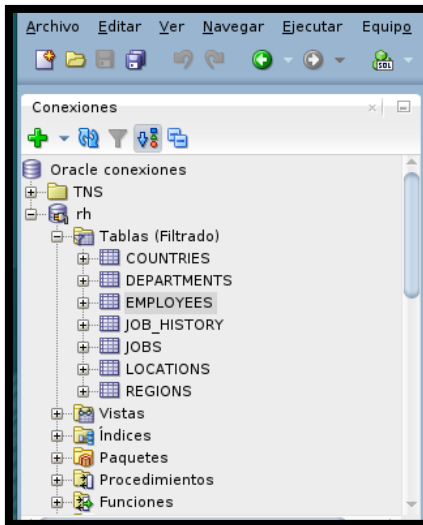 Archivo Editar Ver Navegar Ejecutar Equipo
SQL
Conexiones
Oracle conexiones
TNS
rh
Tablas (Filtrado)
COUNTRIES
DEPARTMENTS
EMPLOYEES
JOB_HISTORY
JOBS
LOCATIONS
REGIONS
Vistas
Índices
Paquetes
Procedimientos
Funciones